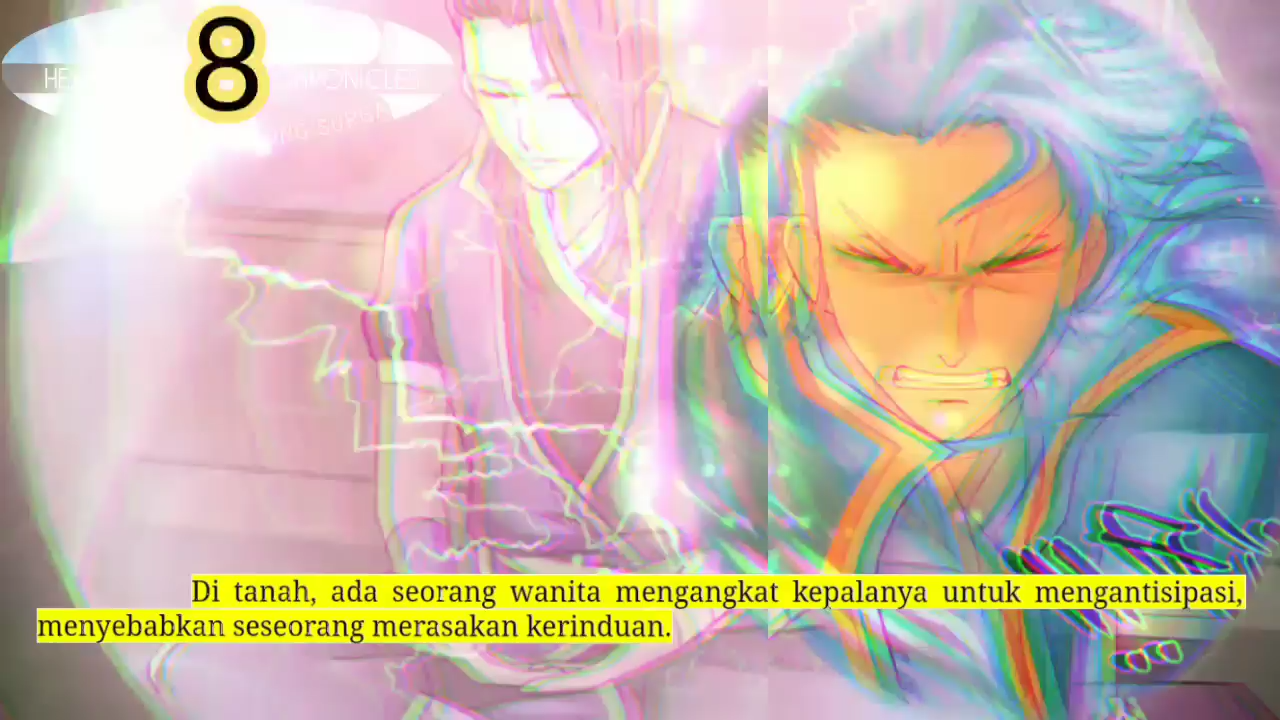 8
Di tanah, ada seorang wanita mengangkat kepalanya untuk mengantisipasi,
menyebabkan seseorang merasakan kerinduan.